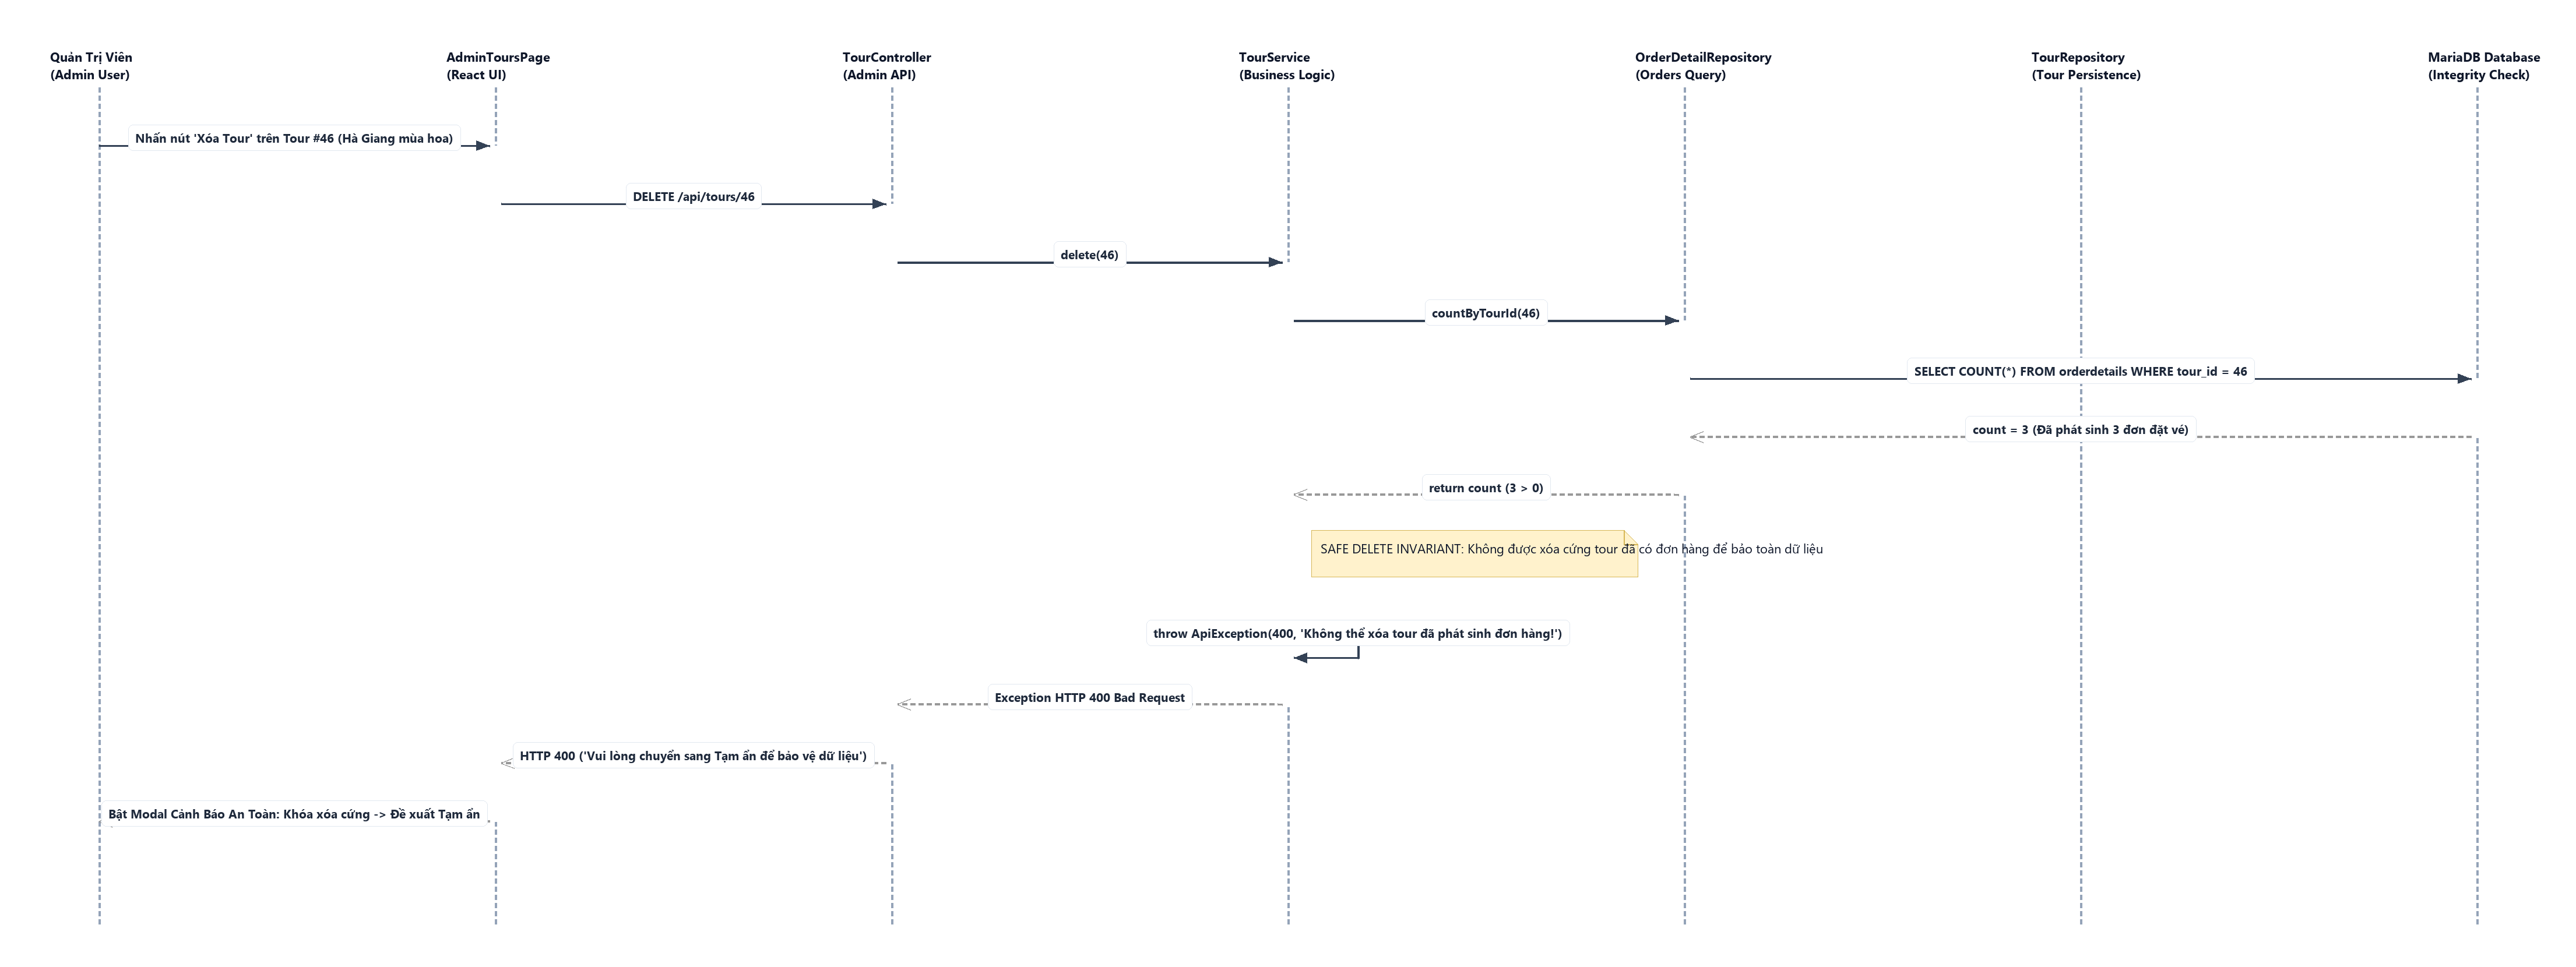 Quản Trị Viên
(Admin User)
AdminToursPage
(React UI)
TourController
(Admin API)
TourService
(Business Logic)
OrderDetailRepository
(Orders Query)
TourRepository
(Tour Persistence)
MariaDB Database
(Integrity Check)
Nhấn nút 'Xóa Tour' trên Tour #46 (Hà Giang mùa hoa)
DELETE /api/tours/46
delete(46)
countByTourId(46)
SELECT COUNT(*) FROM orderdetails WHERE tour_id = 46
count = 3 (Đã phát sinh 3 đơn đặt vé)
return count (3 > 0)
SAFE DELETE INVARIANT: Không được xóa cứng tour đã có đơn hàng để bảo toàn dữ liệu
throw ApiException(400, 'Không thể xóa tour đã phát sinh đơn hàng!')
Exception HTTP 400 Bad Request
HTTP 400 ('Vui lòng chuyển sang Tạm ẩn để bảo vệ dữ liệu')
Bật Modal Cảnh Báo An Toàn: Khóa xóa cứng -> Đề xuất Tạm ẩn